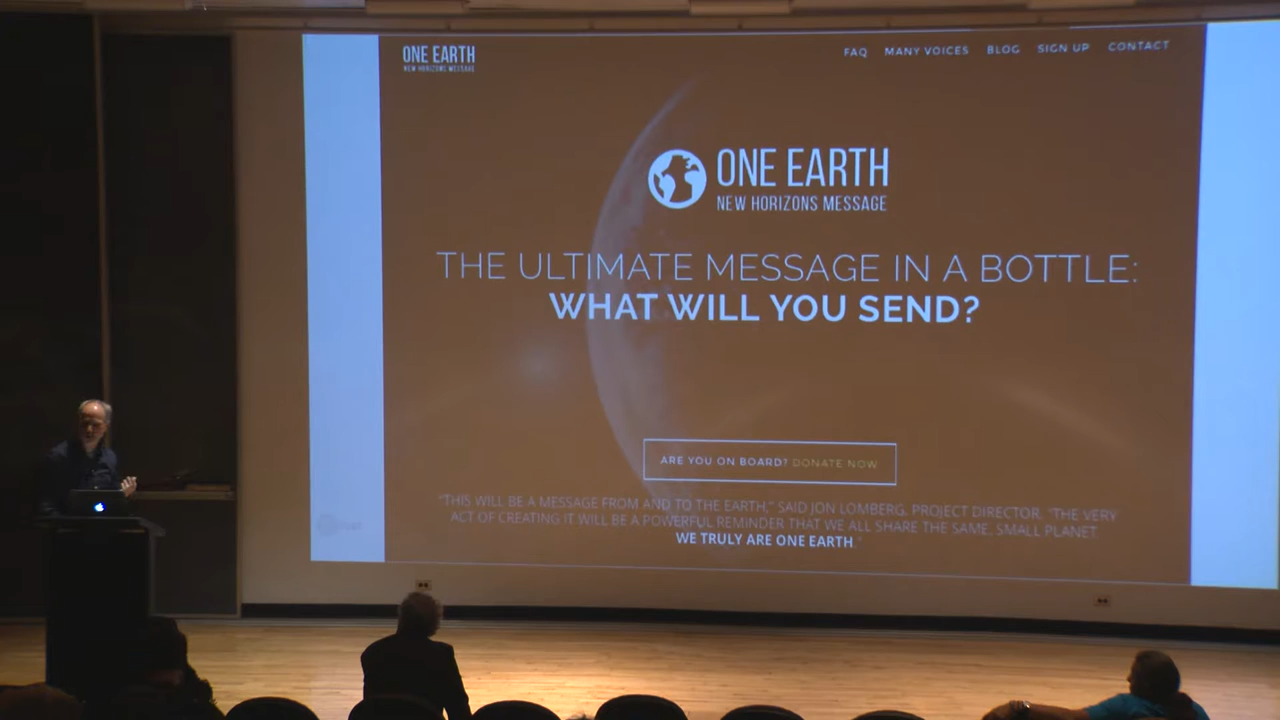 ONE EARTH
NEW HORIZONS MESSAGE
FAQ MANY VOICES BLOG SIGN UP CONTACT
ONE EARTH
NEW HORIZONS MESSAGE
THE ULTIMATE MESSAGE IN A BOTTLE:
WHAT WILL YOU SEND?
ARE YOU ON BOARD? DONATE NOW
"THIS WILL BE A MESSAGE FROM AND TO THE EARTH," SAID JON LOMBERG, PROJECT DIRECTOR. "THE VERY
ACT OF CREATING IT WILL BE A POWERFUL REMINDER THAT WE ALL SHARE THE SAME, SMALL PLANET.
WE TRULY ARE ONE EARTH."